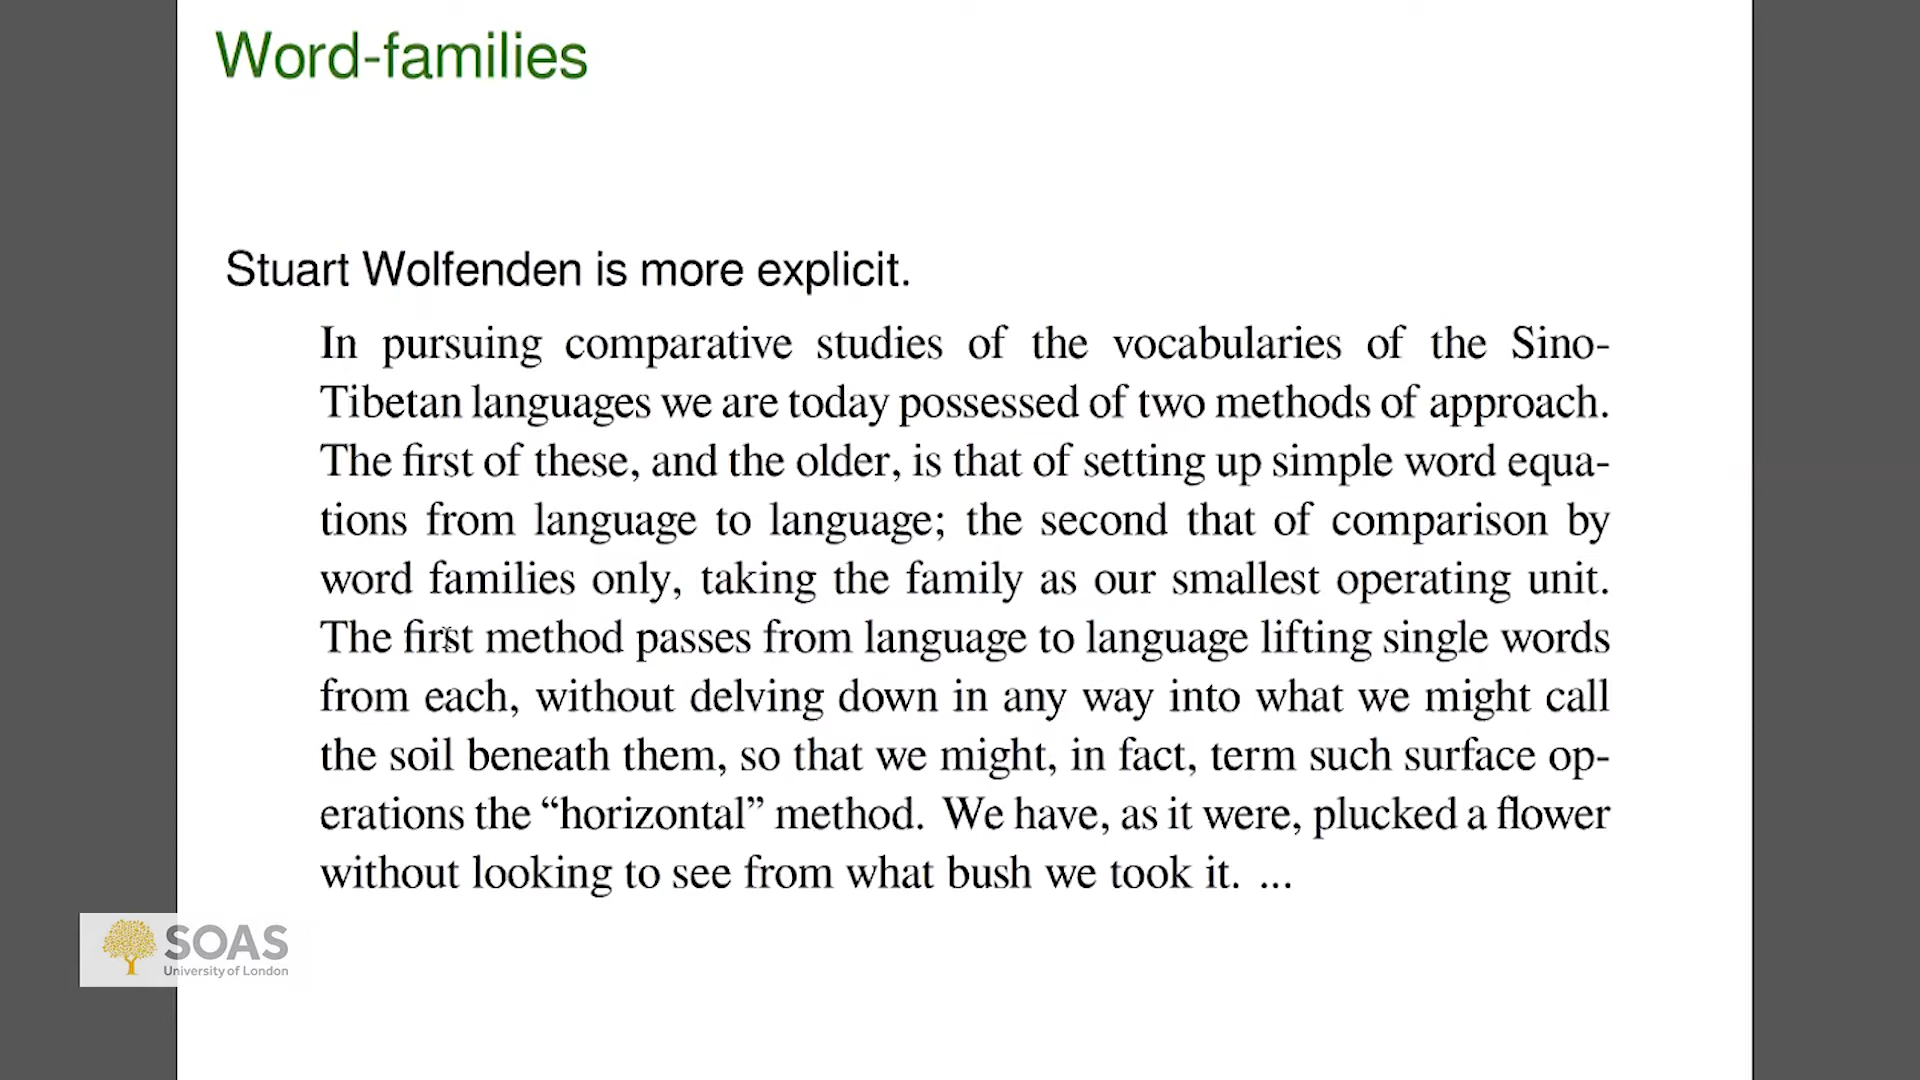 Word-families
Stuart Wolfenden is more explicit.
In pursuing comparative studies of the vocabularies of the Sino-
Tibetan languages we are today possessed of two methods of approach.
The first of these, and the older, is that of setting up simple word equa-
tions from language to language; the second that of comparison by
word families only, taking the family as our smallest operating unit.
The first method passes from language to language lifting single words
from each, without delving down in any way into what we might call
the soil beneath them, so that we might, in fact, term such surface op-
erations the “horizontal” method. We have, as it were, plucked a flower
without looking to see from what bush we took it. ...
SOAS
University of London